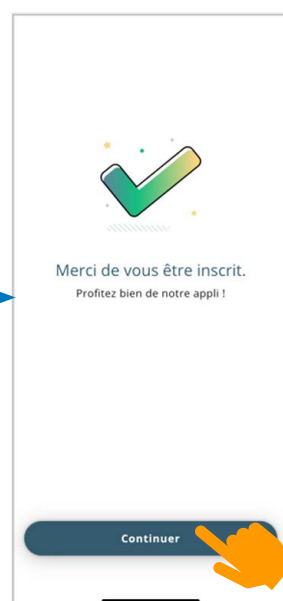 Merci de vous être inscrit.
Profitez bien de notre appli !
Continuer